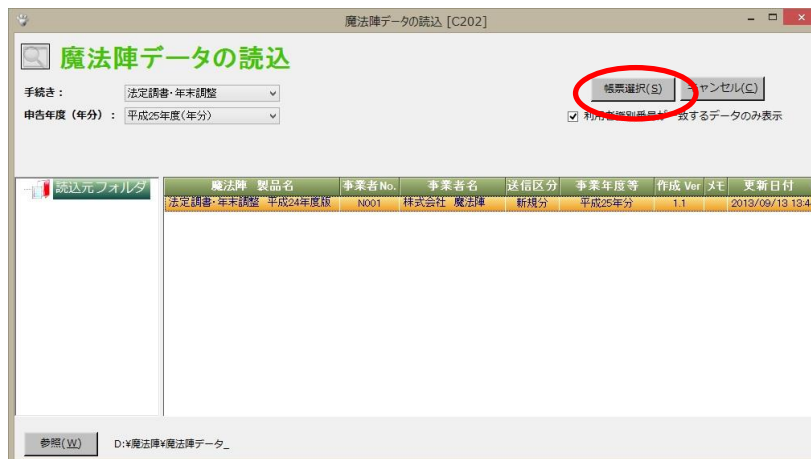 魔法陣データの読込 [C202]
魔法陣データの読込
手続き： 法定調書・年末調整
帳票選択(S) キャンセル(C)
申告年度（年分）： 平成25年度(年分)
利用者識別番号が一致するデータのみ表示
読込元フォルダ
魔法陣 製品名 事業者No. 事業者名 送信区分 事業年度等 作成 Ver メモ 更新日付
法定調書・年末調整 平成24年度版 N001 株式会社 魔法陣 新規分 平成25年分 1.1 2013/09/13 13:4
参照(W) D:¥魔法陣¥魔法陣データ_